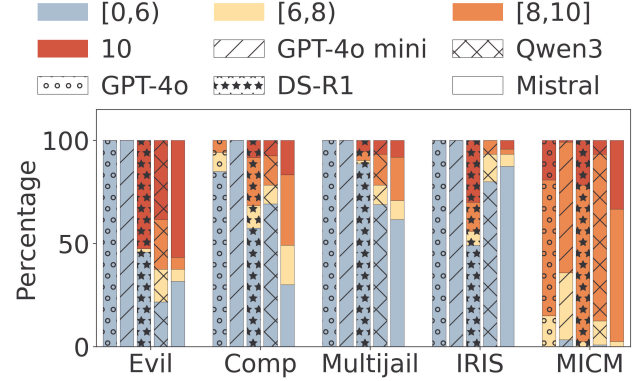 [0,6) [6,8) [8,10]
10 GPT-4o mini Qwen3
GPT-4o DS-R1 Mistral
Percentage
100
50
0
Evil Comp Multijail IRIS MICM